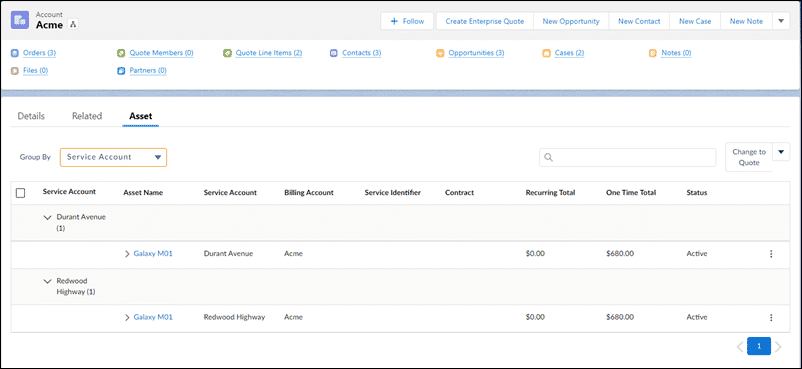 Account
Acme
Follow
Create Enterprise Quote
New Opportunity
New Contact
New Case
New Note
Orders (3)
Quote Members (0)
Quote Line Items (2)
Contacts (3)
Opportunities (3)
Cases (2)
Notes (0)
Files (0)
Partners (0)
Details
Related
Asset
Group By
Service Account
Change to
Quote
Service Account
Asset Name
Service Account
Billing Account
Service Identifier
Contract
Recurring Total
One Time Total
Status
Durant Avenue
(1)
Galaxy M01
Durant Avenue
Acme
$0.00
$680.00
Active
Redwood
Highway (1)
Galaxy M01
Redwood Highway
Acme
$0.00
$680.00
Active
1